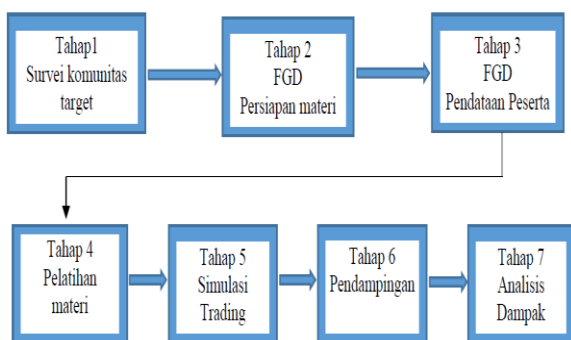 Tahap1
Survei komunitas
target
Tahap 2
FGD
Persiapan materi
Tahap 3
FGD
Pendataan Peserta
Tahap 4
Pelatihan
materi
Tahap 5
Simulasi
Trading
Tahap 6
Pendampingan
Tahap 7
Analisis
Dampak